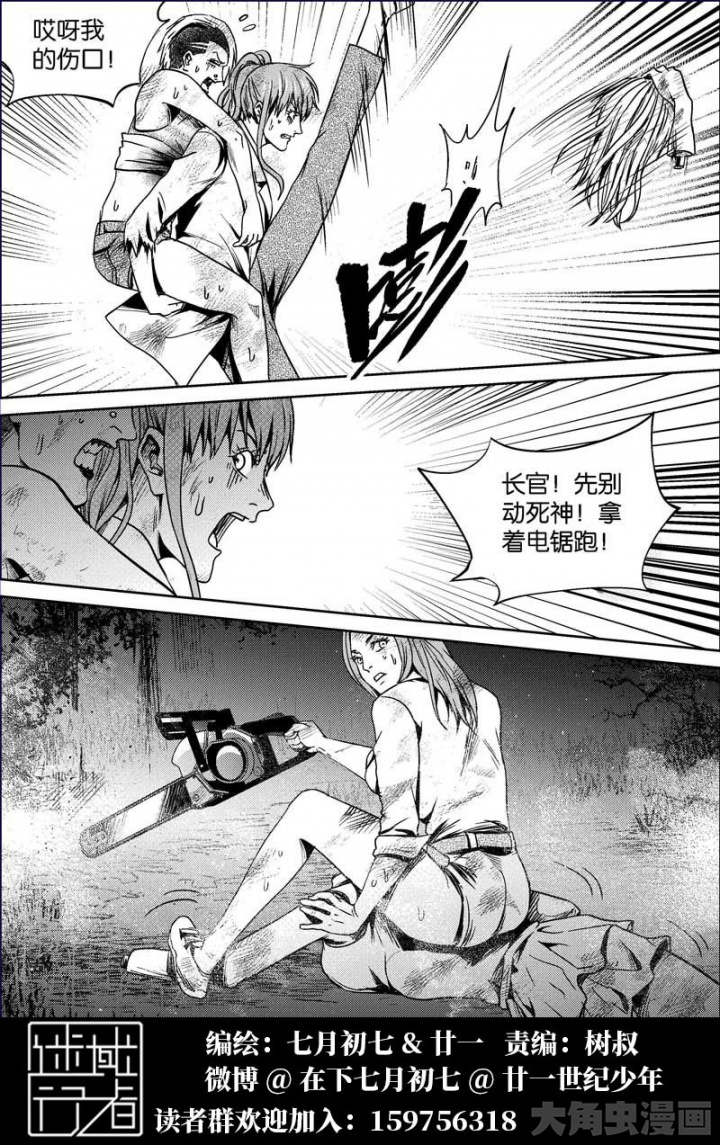 哎呀我
的伤口！
嘭
长官！先别
动死神！拿
着电锯跑！
编绘：七月初七 & 廿一 责编：树叔
微博 @ 在下七月初七 @ 廿一世纪少年
读者群欢迎加入：159756318
大角虫漫画